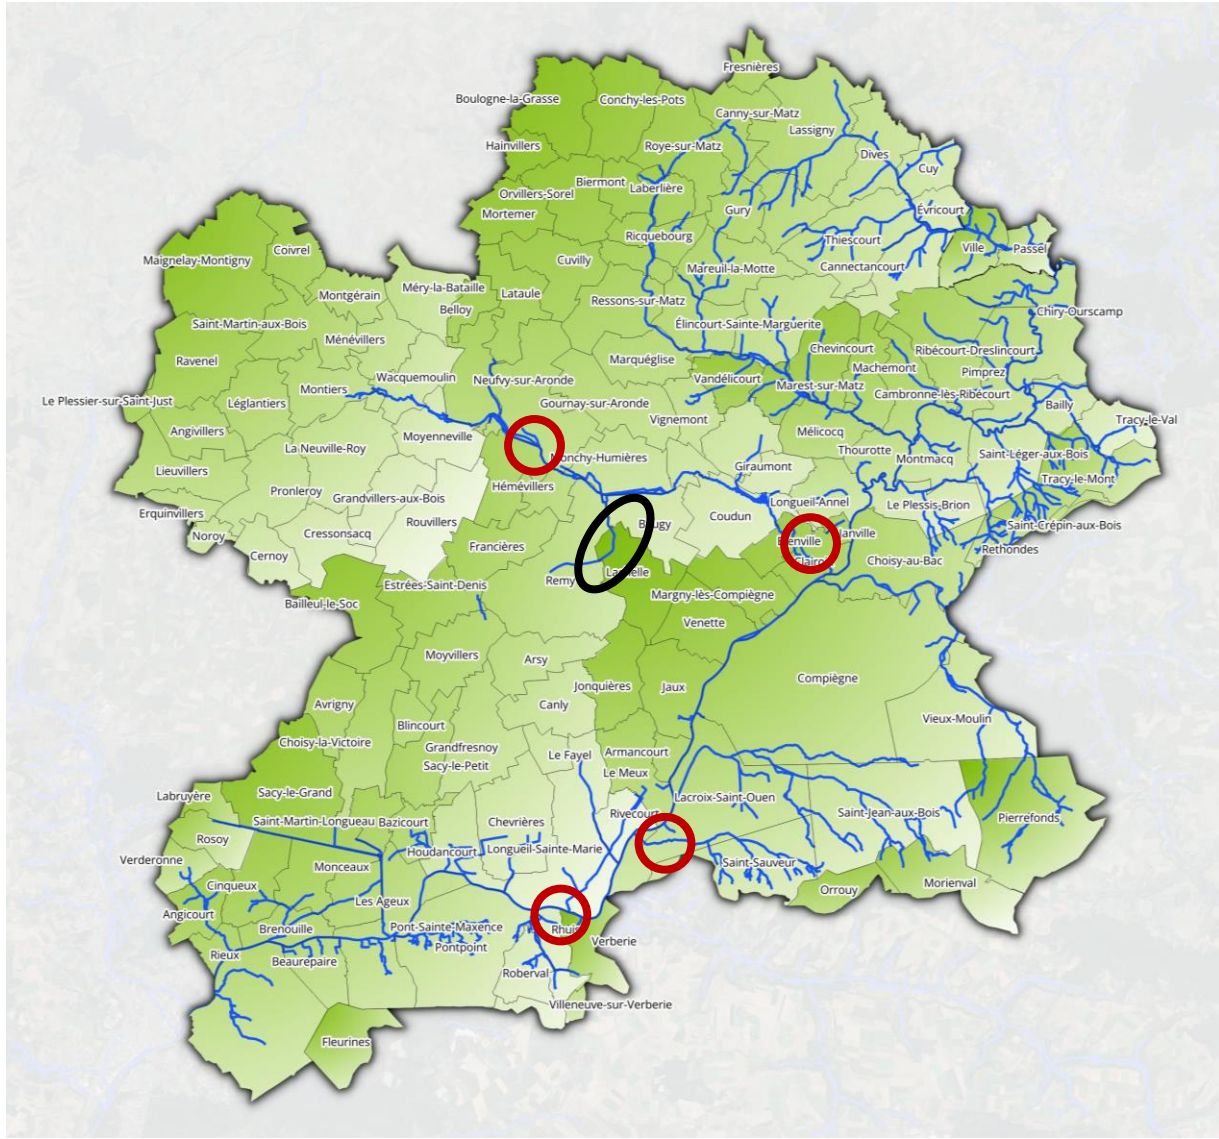 Fresnières
Boulogne-la-Grasse
Conchy-les-Pots
Canny-sur-Matz
Lassigny
Hainvillers
Roye-sur-Matz
Dives
Cuy
Biermont
Laberlière
Orvillers-Sorel
Mortemer
Gury
Évricourt
Ricquebourg
Thiescourt
Ville
Passel
Coivrel
Maignelay-Montigny
Cuvilly
Mareuil-la-Motte
Cannectancourt
Méry-la-Bataille
Montgérain
Lataule
Ressons-sur-Matz
Belloy
Chiry-Ourscamp
Saint-Martin-aux-Bois
Élincourt-Sainte-Marguerite
Ménévillers
Chevincourt
Ribécourt-Dreslincourt
Ravenel
Marquéglise
Machemont
Pimprez
Wacquemoulin
Neufvy-sur-Aronde
Vandélicourt
Marest-sur-Matz
Montiers
Cambronne-lès-Ribécourt
Le Plessier-sur-Saint-Just
Léglantiers
Gournay-sur-Aronde
Bailly
Vignemont
Tracy-le-Val
Angivillers
Moyenneville
Mélicocq
La Neuville-Roy
Thourotte
Saint-Léger-aux-Bois
Monchy-Humières
Montmacq
Giraumont
Lieuvillers
Tracy-le-Mont
Pronleroy
Hémévillers
Grandvillers-aux-Bois
Longueil-Annel
Le Plessis-Brion
Erquinvillers
Coudun
Rouvillers
Saint-Crépin-aux-Bois
Noroy
Cressonsacq
Janville
Bienville
Francières
Rethondes
Cernoy
Choisy-au-Bac
Clairoix
Lachelle
Remy
Estrées-Saint-Denis
Margny-lès-Compiègne
Bailleul-le-Soc
Venette
Moyvillers
Arsy
Compiègne
Jonquières
Jaux
Avrigny
Canly
Vieux-Moulin
Blincourt
Choisy-la-Victoire
Grandfresnoy
Armancourt
Le Fayel
Sacy-le-Petit
Le Meux
Sacy-le-Grand
Labruyère
Lacroix-Saint-Ouen
Rivecourt
Saint-Jean-aux-Bois
Saint-Martin-Longueau
Bazicourt
Chevrières
Pierrefonds
Rosoy
Houdancourt
Longueil-Sainte-Marie
Verderonne
Monceaux
Saint-Sauveur
Cinqueux
Morienval
Orrouy
Les Ageux
Angicourt
Brenouille
Pont-Sainte-Maxence
Rhuis
Verberie
Pontpoint
Rieux
Beaurepaire
Roberval
Villeneuve-sur-Verberie
Fleurines